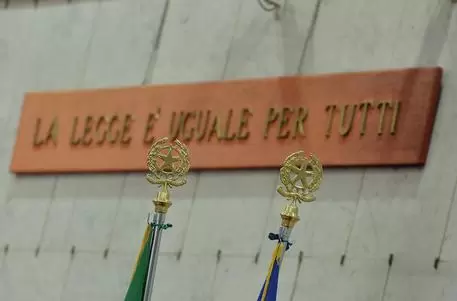 LA LEGGE E' UGUALE PER TUTTI